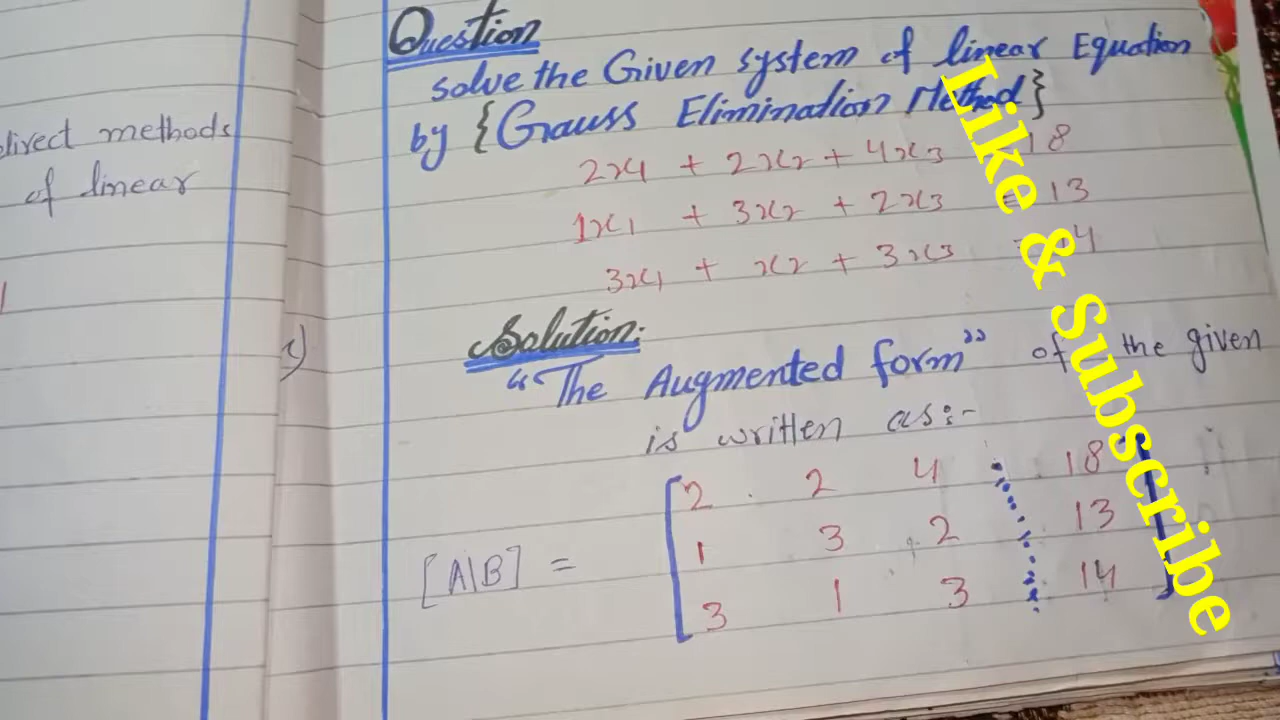 direct methods
of linear
Question
solve the Given system of linear Equation
by {Grauss Elimination Method}
2x1 + 2x2 + 4x3 18
1x1 + 3x2 + 2x3 = 13
3x1 + x2 + 3x3 = 14
Solution:
"The Augmented form" of the given
is written as:-
[A|B] =
2 2 4 18
1 3 2 13
3 1 3 14
Like & Subscribe